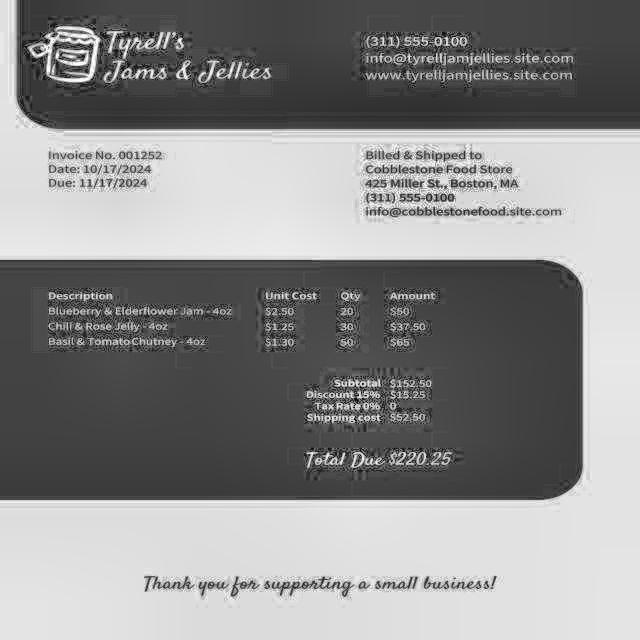 Tyrell's
Jams & Jellies
(311) 555-0100
info@tyrelljamjellies.site.com
www.tyrelljamjellies.site.com
Invoice No. 001252
Date: 10/17/2024
Due: 11/17/2024
Billed & Shipped to
Cobblestone Food Store
425 Miller St., Boston, MA
(311) 555-0100
info@cobblestonefood.site.com
Description Unit Cost Qty Amount
Blueberry & Elderflower Jam - 4oz $2.50 20 $50
Chili & Rose Jelly - 4oz $1.25 30 $37.50
Basil & Tomato Chutney - 4oz $1.30 50 $65
Subtotal $152.50
Discount 15% $15.25
Tax Rate 0% 0
Shipping cost $52.50
Total Due $220.25
Thank you for supporting a small business!